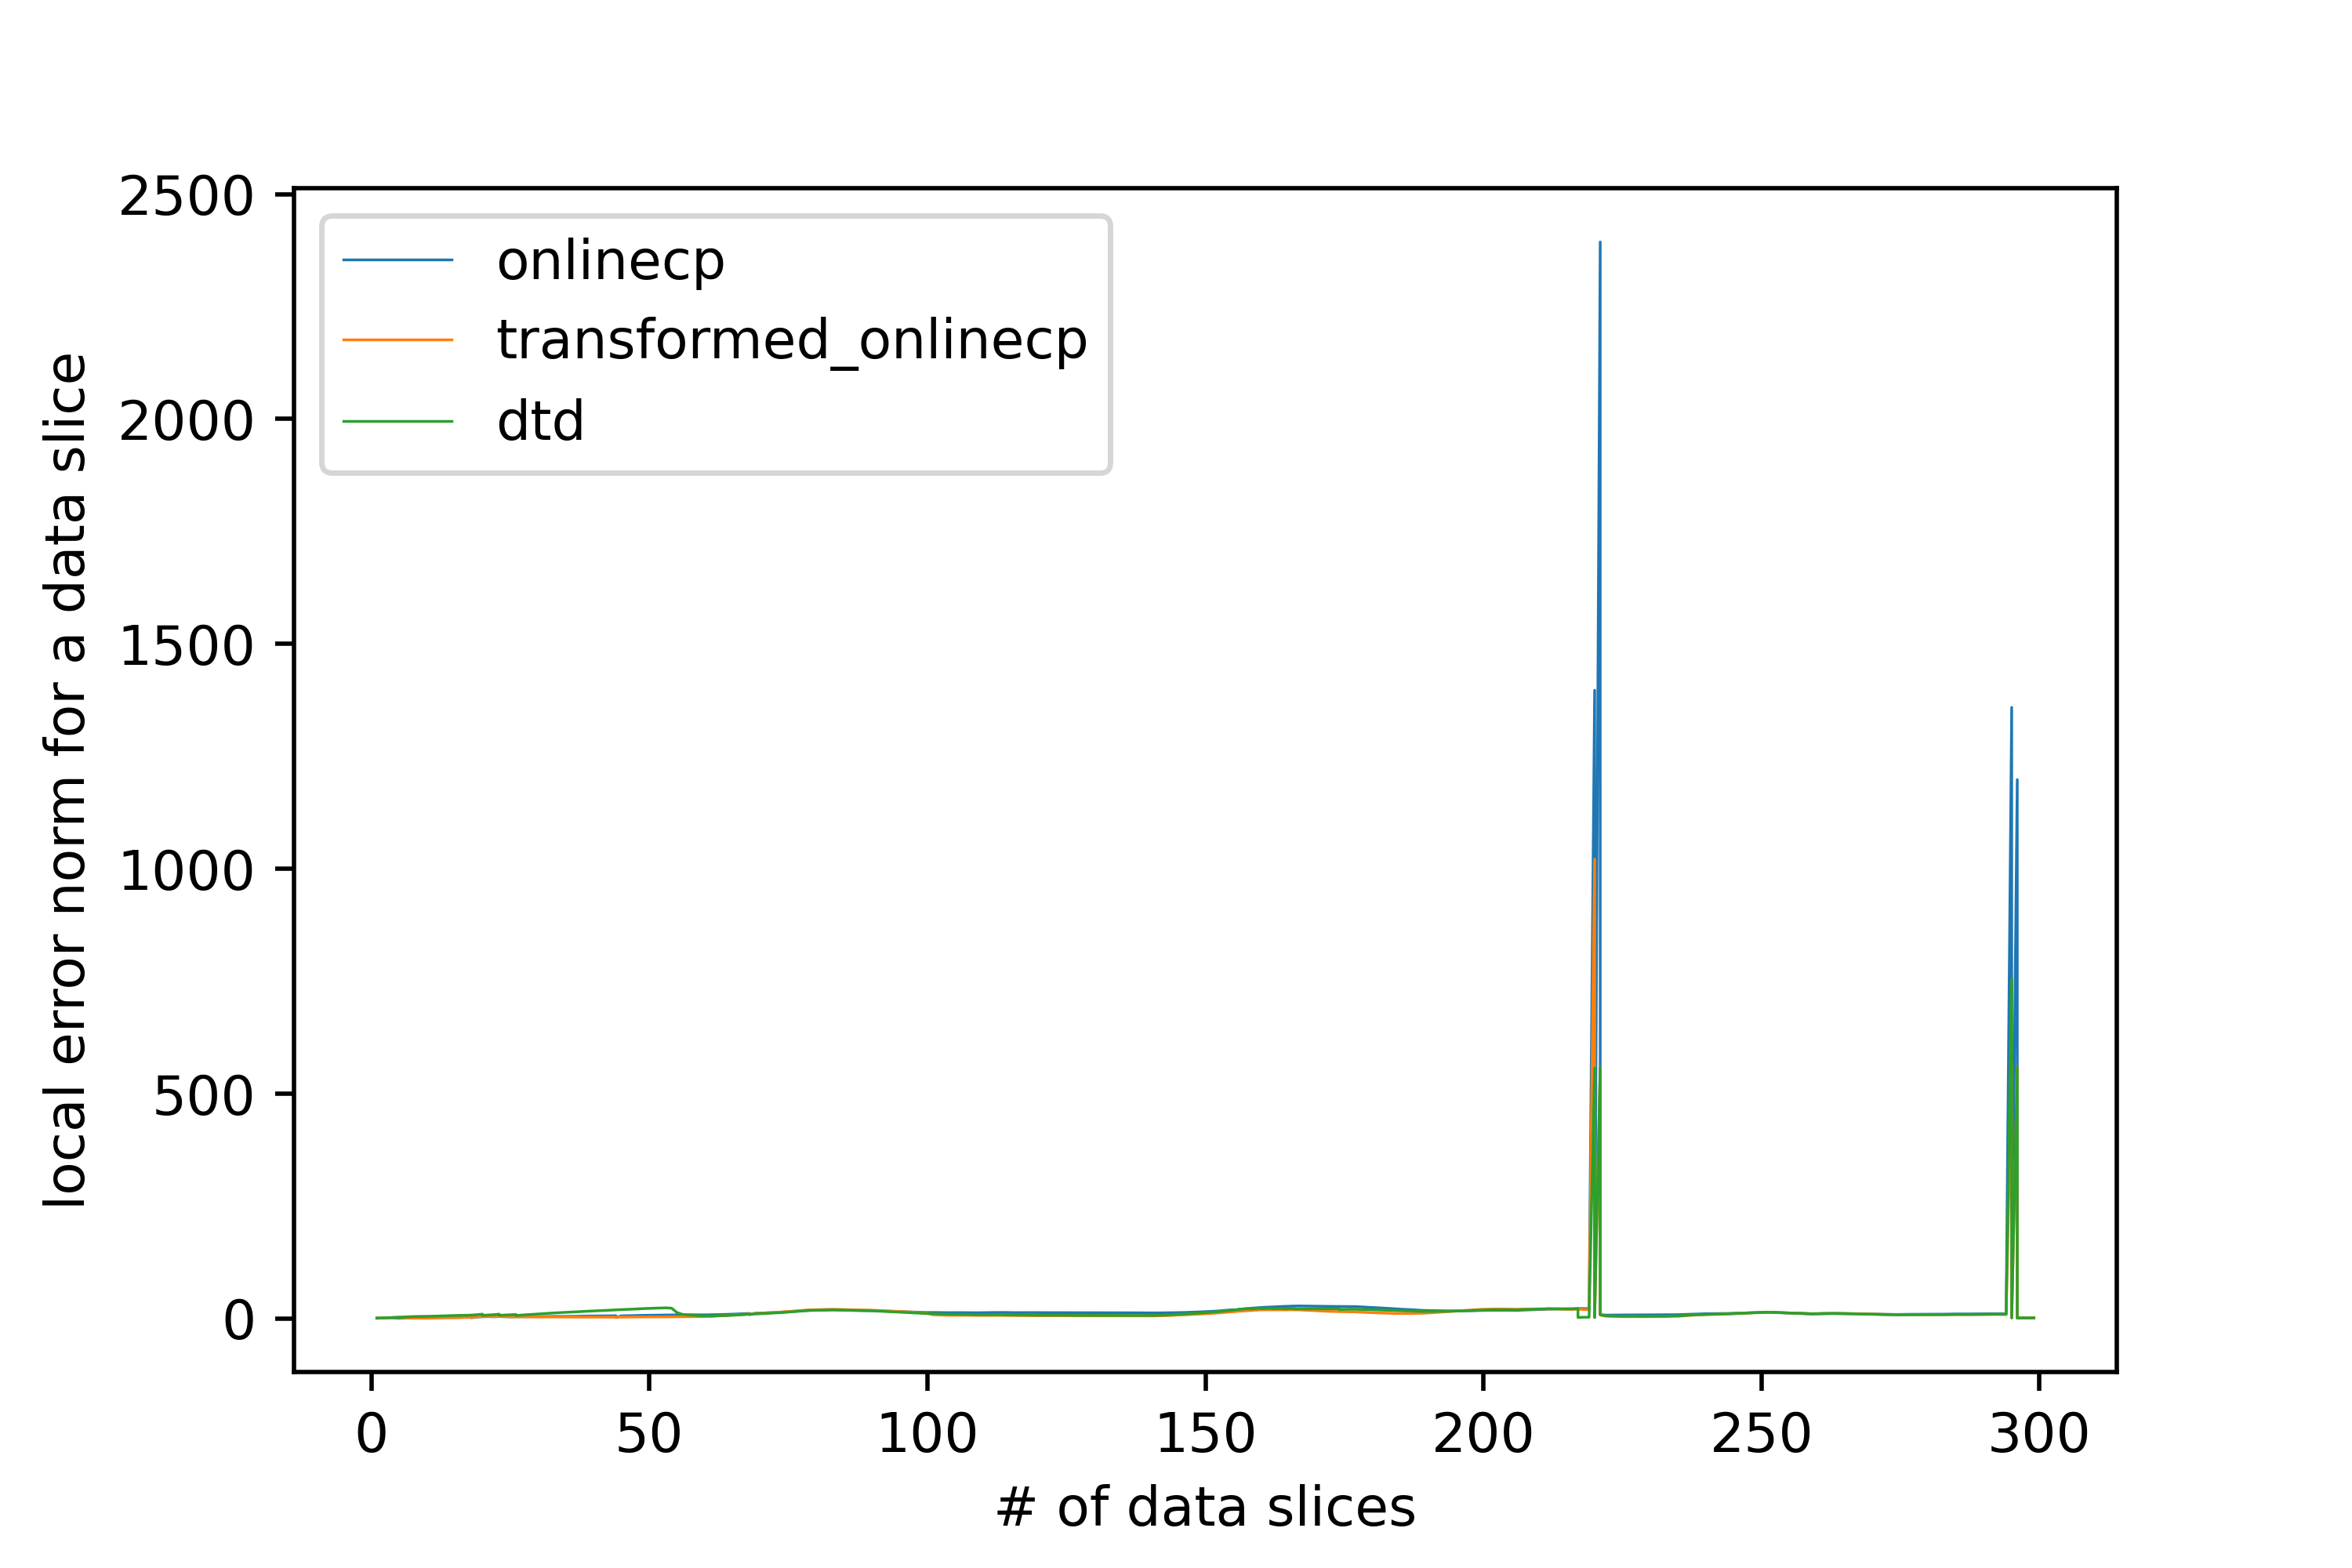 2500
2000
1500
1000
500
0
local error norm for a data slice
onlinecp
transformed_onlinecp
dtd
0 50 100 150 200 250 300
# of data slices